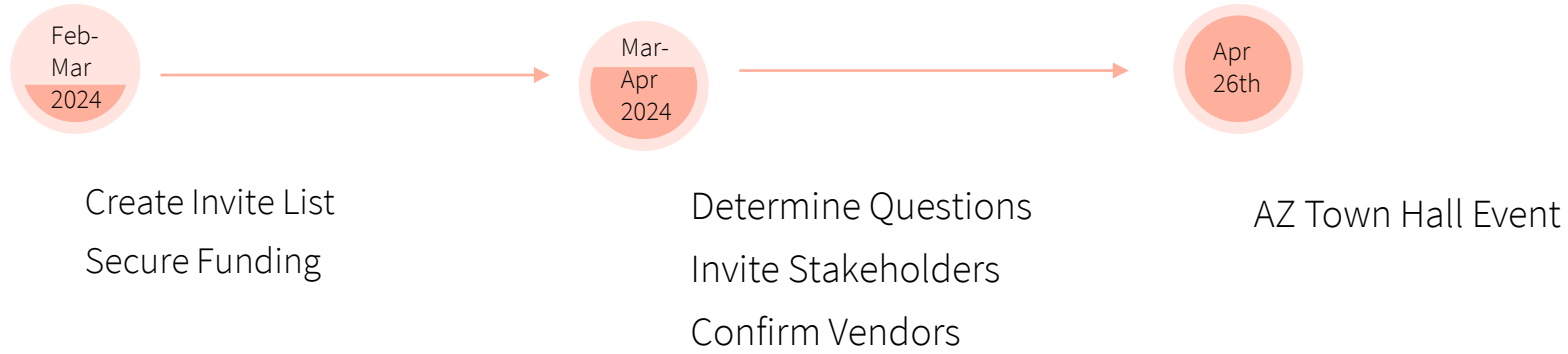 Feb-
Mar
2024
Mar-
Apr
2024
Apr
26th
Create Invite List
Secure Funding
Determine Questions
Invite Stakeholders
Confirm Vendors
AZ Town Hall Event